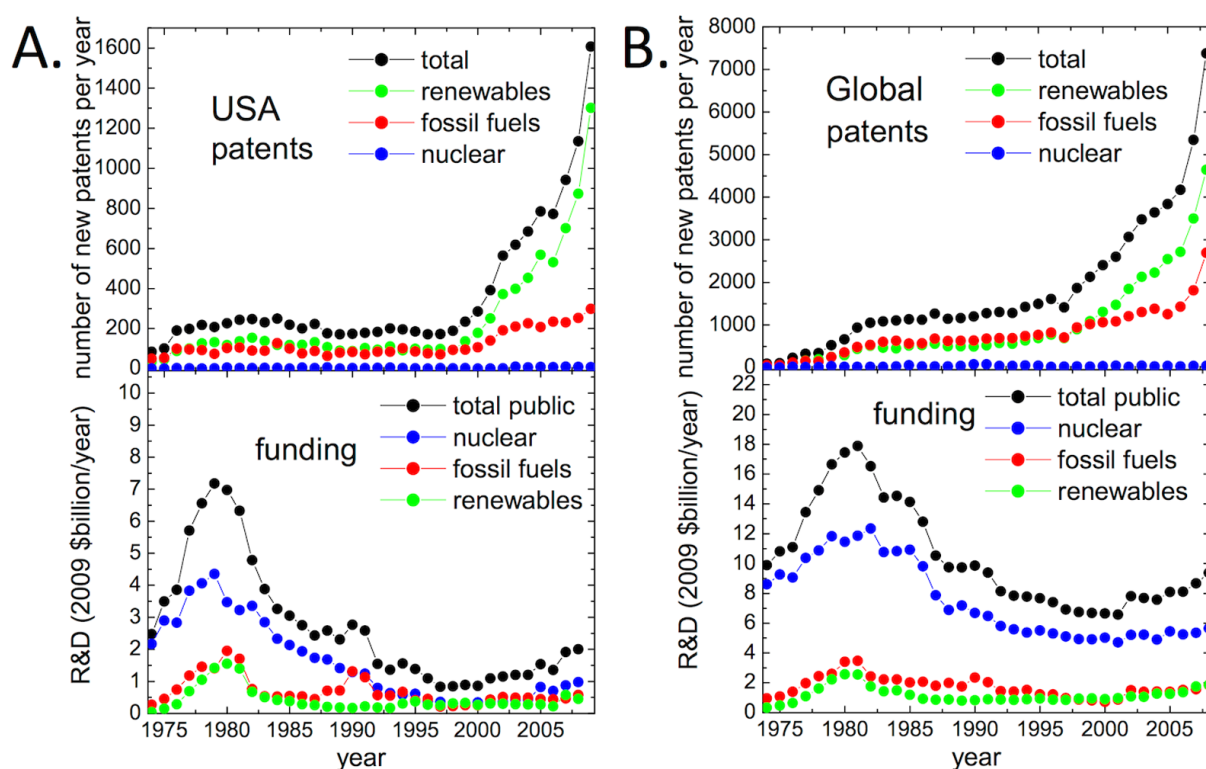 A.
number of new patents per year
1600
1400
1200
1000
800
600
400
200
0
USA
patents
total
renewables
fossil fuels
nuclear
R&D (2009 $billion/year)
10
9
8
7
6
5
4
3
2
1
0
funding
total public
nuclear
fossil fuels
renewables
1975 1980 1985 1990 1995 2000 2005
year
B.
number of new patents per year
8000
7000
6000
5000
4000
3000
2000
1000
0
Global
patents
total
renewables
fossil fuels
nuclear
R&D (2009 $billion/year)
22
20
18
16
14
12
10
8
6
4
2
0
funding
total public
nuclear
fossil fuels
renewables
1975 1980 1985 1990 1995 2000 2005
year